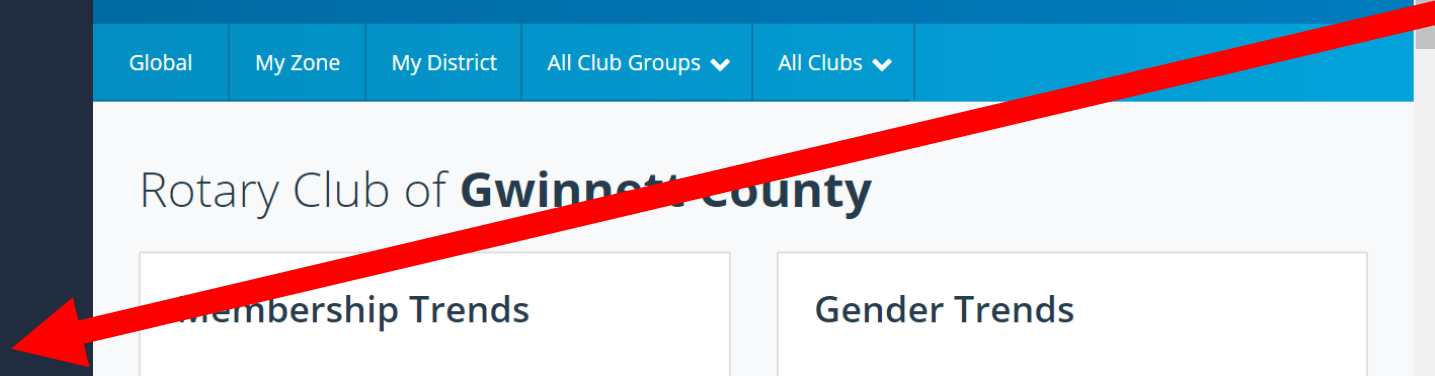 Global My Zone My District All Club Groups All Clubs
Rotary Club of Gwinnett County
Membership Trends
Gender Trends